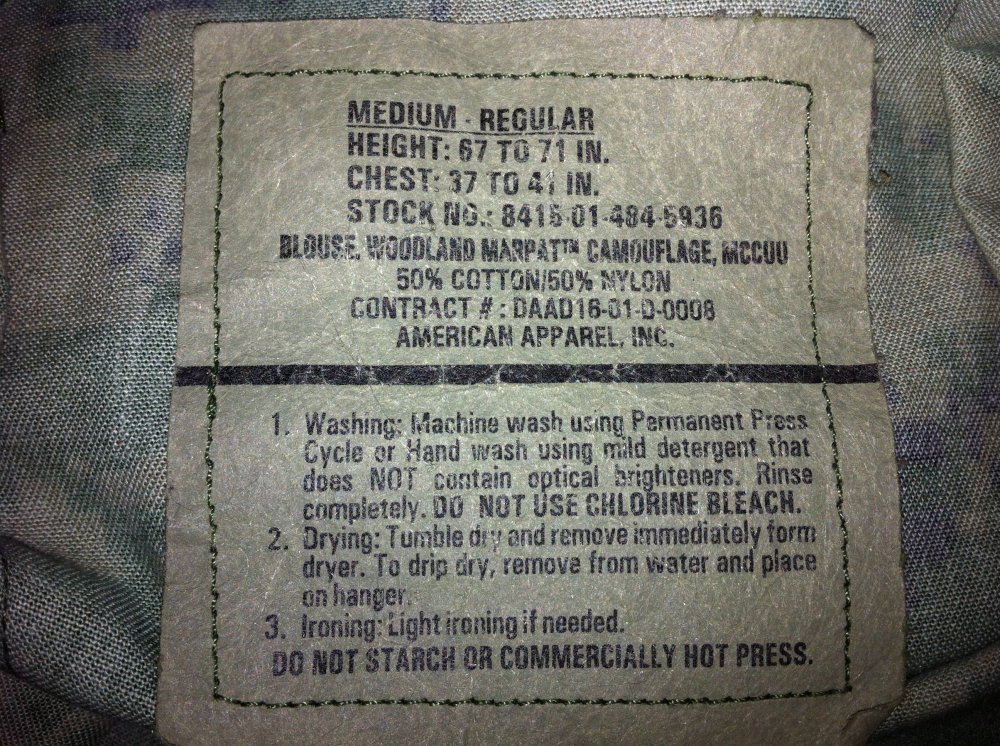 MEDIUM - REGULAR
HEIGHT: 67 TO 71 IN.
CHEST: 37 TO 41 IN.
STOCK NO.: 8415-01-484-5936
BLOUSE, WOODLAND MARPAT™ CAMOUFLAGE, MCCUU
50% COTTON/50% NYLON
CONTRACT # : DAAD16-01-D-0008
AMERICAN APPAREL, INC.
1. Washing: Machine wash using Permanent Press
Cycle or Hand wash using mild detergent that
does NOT contain optical brighteners. Rinse
completely. DO NOT USE CHLORINE BLEACH.
2. Drying: Tumble dry and remove immediately form
dryer. To drip dry, remove from water and place
on hanger.
3. Ironing: Light ironing if needed.
DO NOT STARCH OR COMMERCIALLY HOT PRESS.